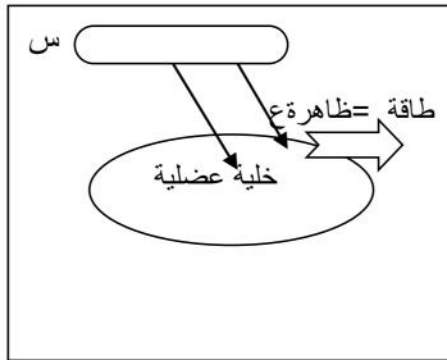 س
طاقة =ظاهرةع
خلية عضلية